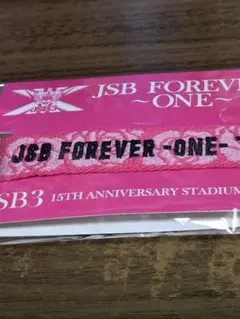 JSB FOREVER
~ONE~
JSB FOREVER -ONE-
SB3 15TH ANNIVERSARY STADIUM